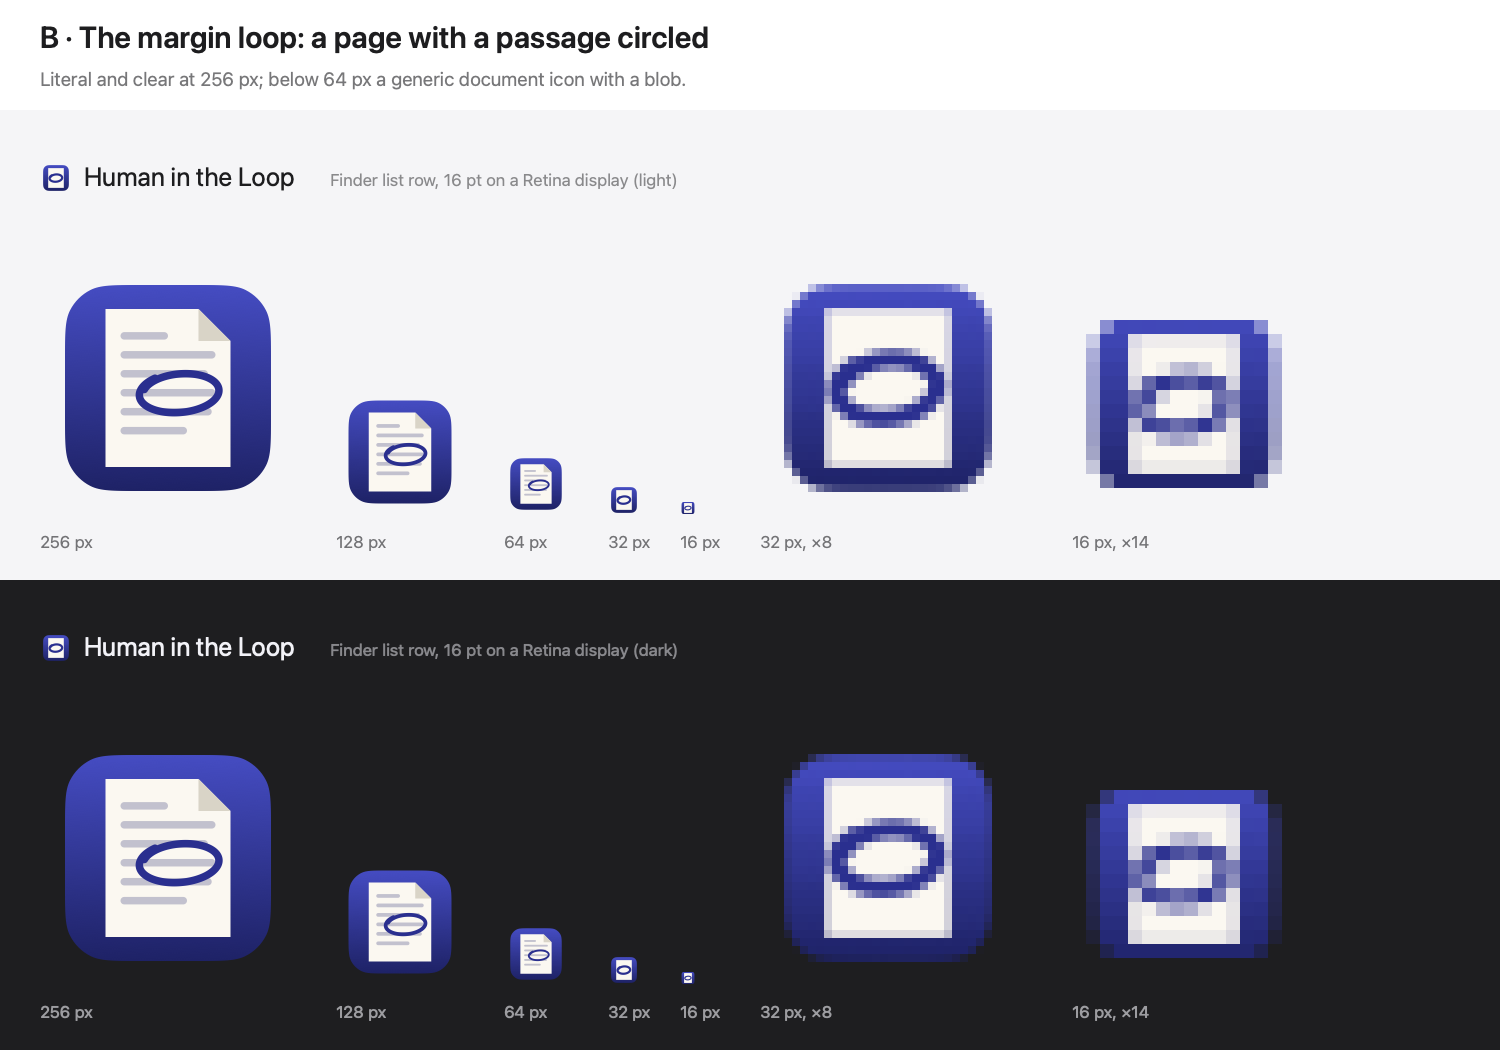 B · The margin loop: a page with a passage circled
Literal and clear at 256 px; below 64 px a generic document icon with a blob.
Human in the Loop Finder list row, 16 pt on a Retina display (light)
256 px 128 px 64 px 32 px 16 px 32 px, ×8 16 px, ×14
Human in the Loop Finder list row, 16 pt on a Retina display (dark)
256 px 128 px 64 px 32 px 16 px 32 px, ×8 16 px, ×14